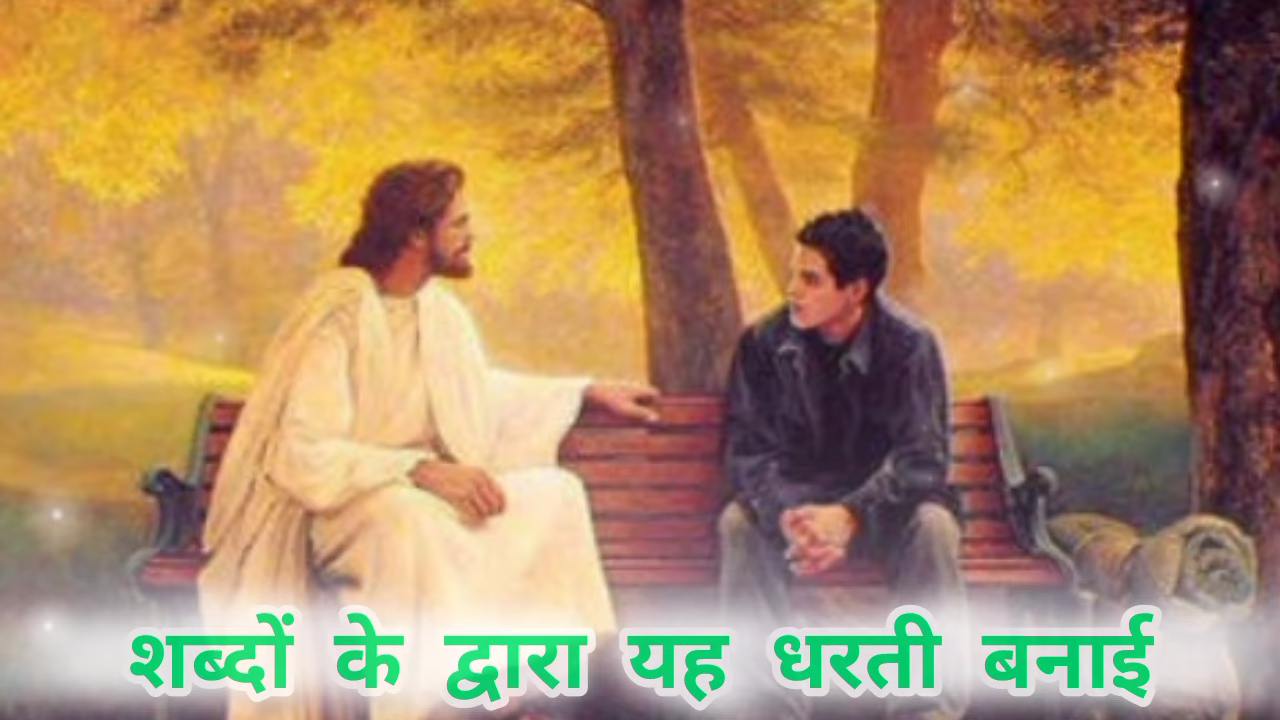 शब्दों के द्वारा यह धरती बनाई